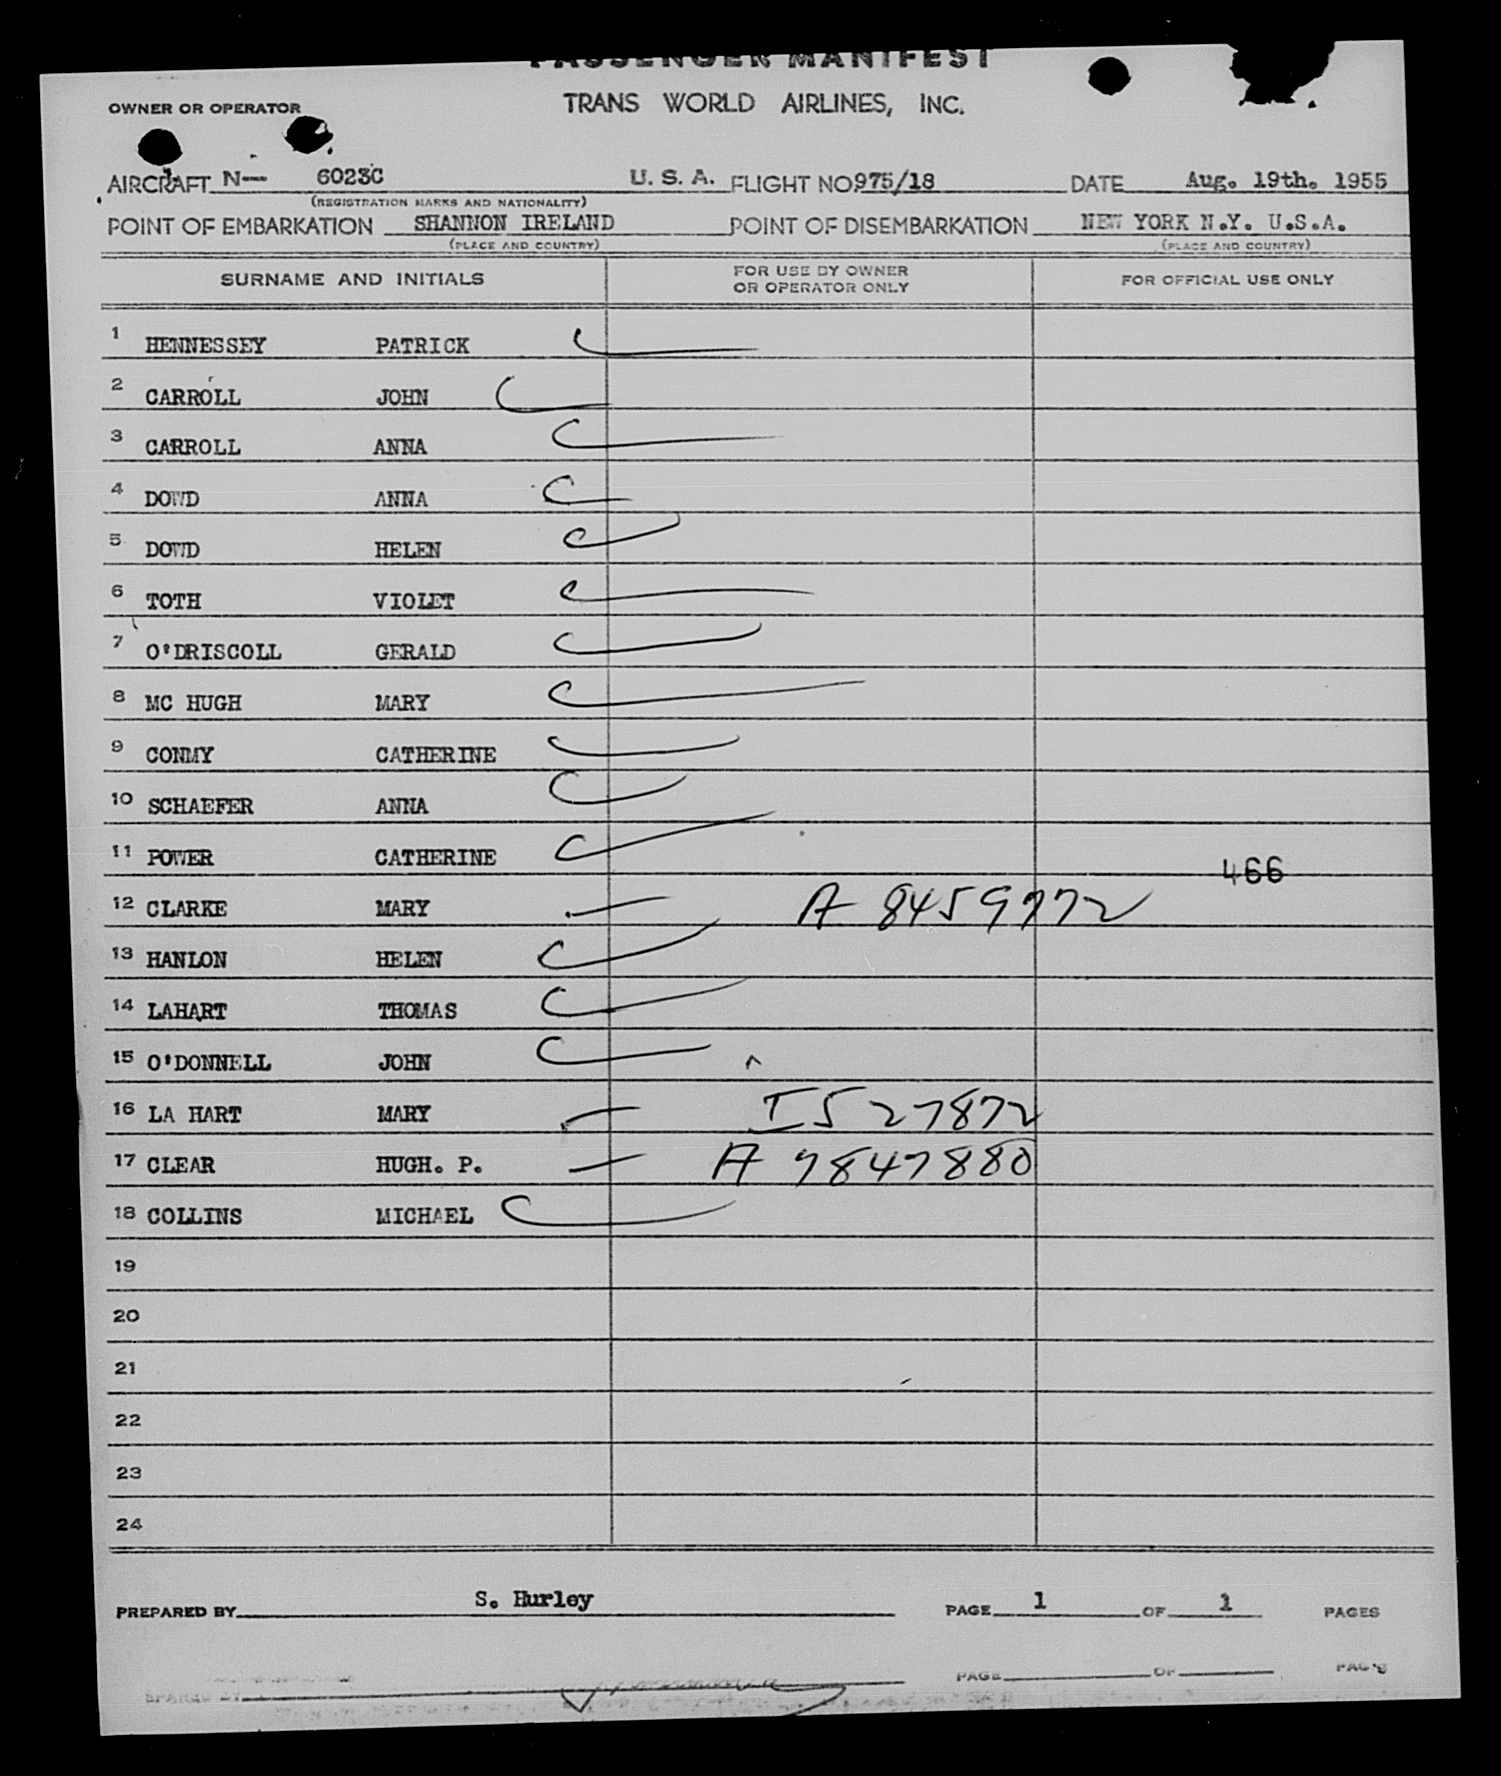 PASSENGER MANIFEST
OWNER OR OPERATOR TRANS WORLD AIRLINES, INC.
AIRCRAFT N-- 6023C U. S. A. FLIGHT NO. 975/18 DATE Aug. 19th. 1955
(REGISTRATION MARKS AND NATIONALITY)
POINT OF EMBARKATION SHANNON IRELAND POINT OF DISEMBARKATION NEW YORK N.Y. U.S.A.
(PLACE AND COUNTRY) (PLACE AND COUNTRY)
SURNAME AND INITIALS FOR USE BY OWNER OR OPERATOR ONLY FOR OFFICIAL USE ONLY
1 HENNESSEY PATRICK
2 CARROLL JOHN
3 CARROLL ANNA
4 DOWD ANNA
5 DOWD HELEN
6 TOTH VIOLET
7 O'DRISCOLL GERALD
8 MC HUGH MARY
9 CONMY CATHERINE
10 SCHAEFER ANNA
11 POWER CATHERINE
466
12 CLARKE MARY A 8459772
13 HANLON HELEN
14 LAHART THOMAS
15 O'DONNELL JOHN
16 LA HART MARY I 527872
17 CLEAR HUGH. P. A 7847880
18 COLLINS MICHAEL
19
20
21
22
23
24
PREPARED BY S. Hurley PAGE 1 OF 1 PAGES
PAGE OF